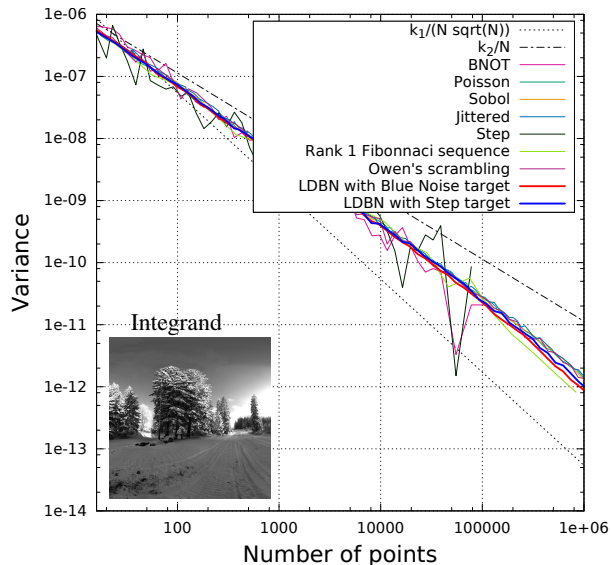 k1/(N sqrt(N))
k2/N
BNOT
Poisson
Sobol
Jittered
Step
Rank 1 Fibonnaci sequence
Owen's scrambling
LDBN with Blue Noise target
LDBN with Step target
1e-06
1e-07
1e-08
1e-09
1e-10
1e-11
1e-12
1e-13
1e-14
Variance
Integrand
100
1000
10000
100000
1e+06
Number of points